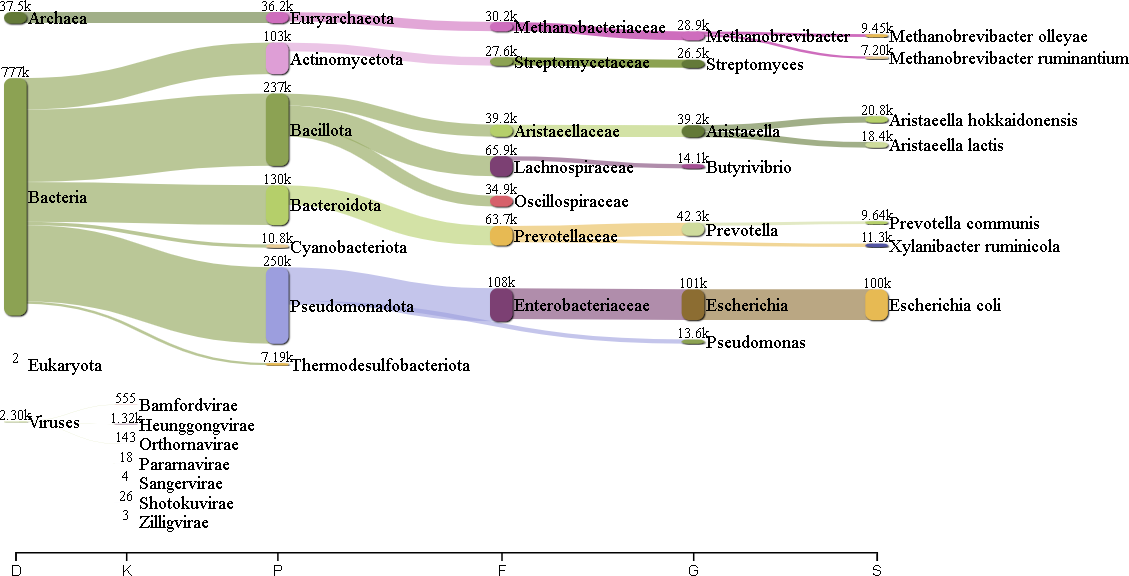 37.5k Archaea
36.2k Euryarchaeota
30.2k Methanobacteriaceae
28.9k Methanobrevibacter
9.45k Methanobrevibacter olleyae
7.20k Methanobrevibacter ruminantium
103k Actinomycetota
27.6k Streptomycetaceae
26.5k Streptomyces
777k Bacteria
237k Bacillota
39.2k Aristaeellaceae
39.2k Aristaeella
20.8k Aristaeella hokkaidonensis
18.4k Aristaeella lactis
65.9k Lachnospiraceae
14.1k Butyrivibrio
34.9k Oscillospiraceae
130k Bacteroidota
63.7k Prevotellaceae
42.3k Prevotella
9.64k Prevotella communis
11.3k Xylanibacter ruminicola
10.8k Cyanobacteriota
250k Pseudomonadota
108k Enterobacteriaceae
101k Escherichia
100k Escherichia coli
13.6k Pseudomonas
7.19k Thermodesulfobacteriota
2 Eukaryota
2.30k Viruses
555 Bamfordvirae
1.32k Heunggongvirae
143 Orthornavirae
18 Pararnavirae
4 Sangervirae
26 Shotokuvirae
3 Zilligvirae
D K P F G S